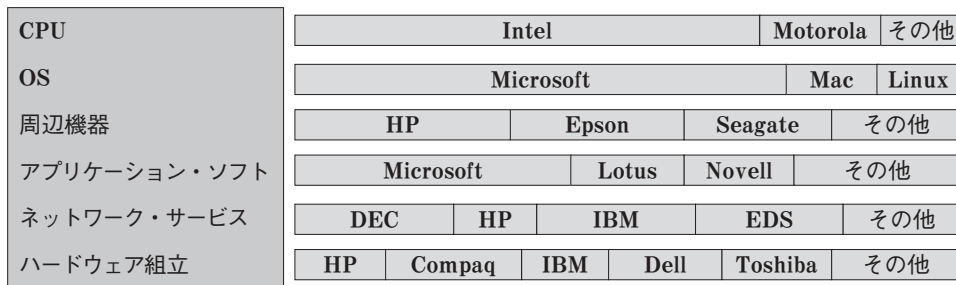 CPU Intel Motorola その他
OS Microsoft Mac Linux
周辺機器 HP Epson Seagate その他
アプリケーション・ソフト Microsoft Lotus Novell その他
ネットワーク・サービス DEC HP IBM EDS その他
ハードウェア組立 HP Compaq IBM Dell Toshiba その他